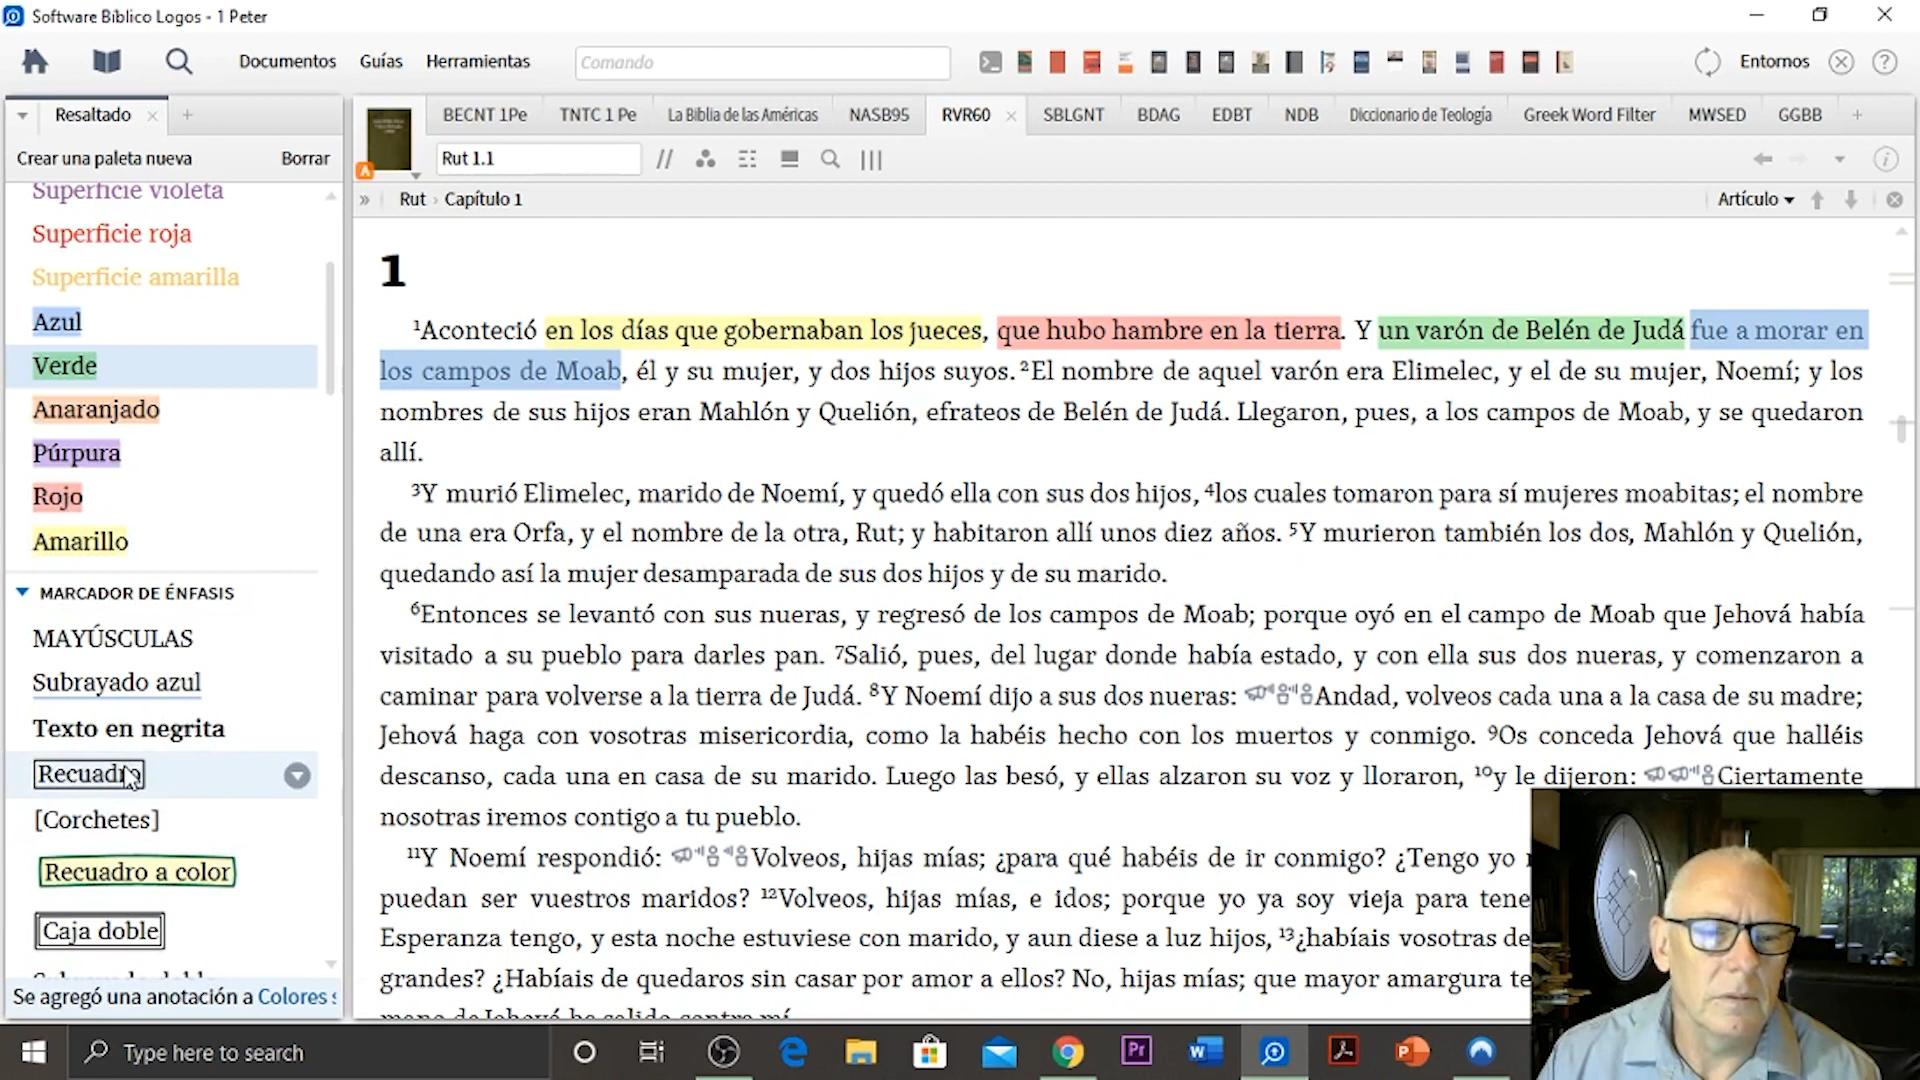 Software Bíblico Logos - 1 Peter
Documentos Guías Herramientas Comando Entornos
Resaltado
BECNT 1Pe TNTC 1 Pe La Biblia de las Américas NASB95 RVR60 SBLGNT BDAG EDBT NDB Diccionario de Teología Greek Word Filter MWSED GGBB
Crear una paleta nueva Borrar
Rut 1.1
Rut › Capítulo 1 Artículo
Superficie violeta
Superficie roja
Superficie amarilla
Azul
Verde
Anaranjado
Púrpura
Rojo
Amarillo
MARCADOR DE ÉNFASIS
MAYÚSCULAS
Subrayado azul
Texto en negrita
Recuadro
[Corchetes]
Recuadro a color
Caja doble
Se agregó una anotación a Colores
1
1Aconteció en los días que gobernaban los jueces, que hubo hambre en la tierra. Y un varón de Belén de Judá fue a morar en
los campos de Moab, él y su mujer, y dos hijos suyos. 2El nombre de aquel varón era Elimelec, y el de su mujer, Noemí; y los
nombres de sus hijos eran Mahlón y Quelión, efrateos de Belén de Judá. Llegaron, pues, a los campos de Moab, y se quedaron
allí.
3Y murió Elimelec, marido de Noemí, y quedó ella con sus dos hijos, 4los cuales tomaron para sí mujeres moabitas; el nombre
de una era Orfa, y el nombre de la otra, Rut; y habitaron allí unos diez años. 5Y murieron también los dos, Mahlón y Quelión,
quedando así la mujer desamparada de sus dos hijos y de su marido.
6Entonces se levantó con sus nueras, y regresó de los campos de Moab; porque oyó en el campo de Moab que Jehová había
visitado a su pueblo para darles pan. 7Salió, pues, del lugar donde había estado, y con ella sus dos nueras, y comenzaron a
caminar para volverse a la tierra de Judá. 8Y Noemí dijo a sus dos nueras: Andad, volveos cada una a la casa de su madre;
Jehová haga con vosotras misericordia, como la habéis hecho con los muertos y conmigo. 9Os conceda Jehová que halléis
descanso, cada una en casa de su marido. Luego las besó, y ellas alzaron su voz y lloraron, 10y le dijeron: Ciertamente
nosotras iremos contigo a tu pueblo.
11Y Noemí respondió: Volveos, hijas mías; ¿para qué habéis de ir conmigo? ¿Tengo yo
puedan ser vuestros maridos? 12Volveos, hijas mías, e idos; porque yo ya soy vieja para tene
Esperanza tengo, y esta noche estuviese con marido, y aun diese a luz hijos, 13¿habíais vosotras de
grandes? ¿Habíais de quedaros sin casar por amor a ellos? No, hijas mías; que mayor amargura te
Type here to search